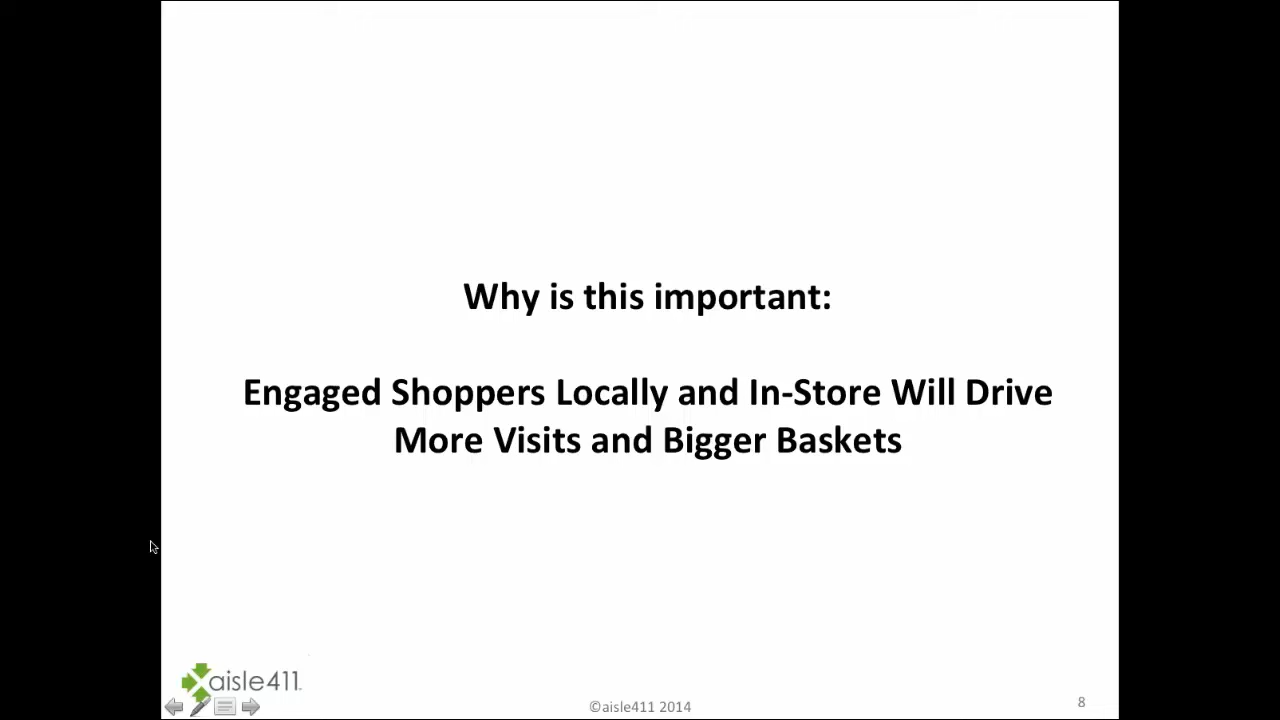 Why is this important:
Engaged Shoppers Locally and In-Store Will Drive
More Visits and Bigger Baskets
aisle411
©aisle411 2014
8